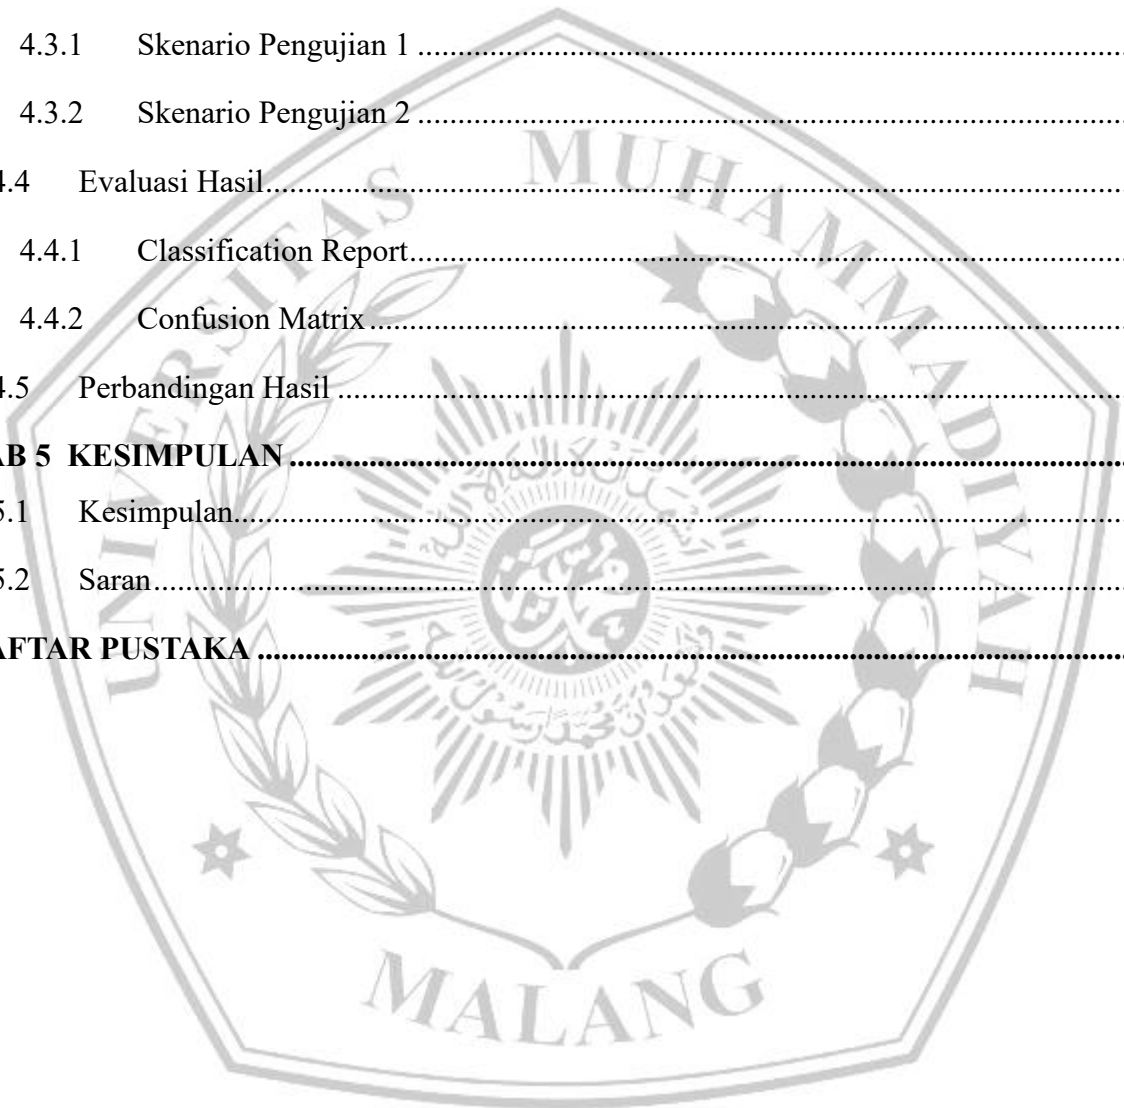 4.3.1 Skenario Pengujian 1 ........................................
4.3.2 Skenario Pengujian 2 ........................................
4.4 Evaluasi Hasil ........................................
4.4.1 Classification Report ........................................
4.4.2 Confusion Matrix ........................................
4.5 Perbandingan Hasil ........................................
AB 5 KESIMPULAN ........................................
5.1 Kesimpulan ........................................
5.2 Saran ........................................
AFTAR PUSTAKA ........................................
UNIVERSITAS MUHAMMADIYAH
MALANG